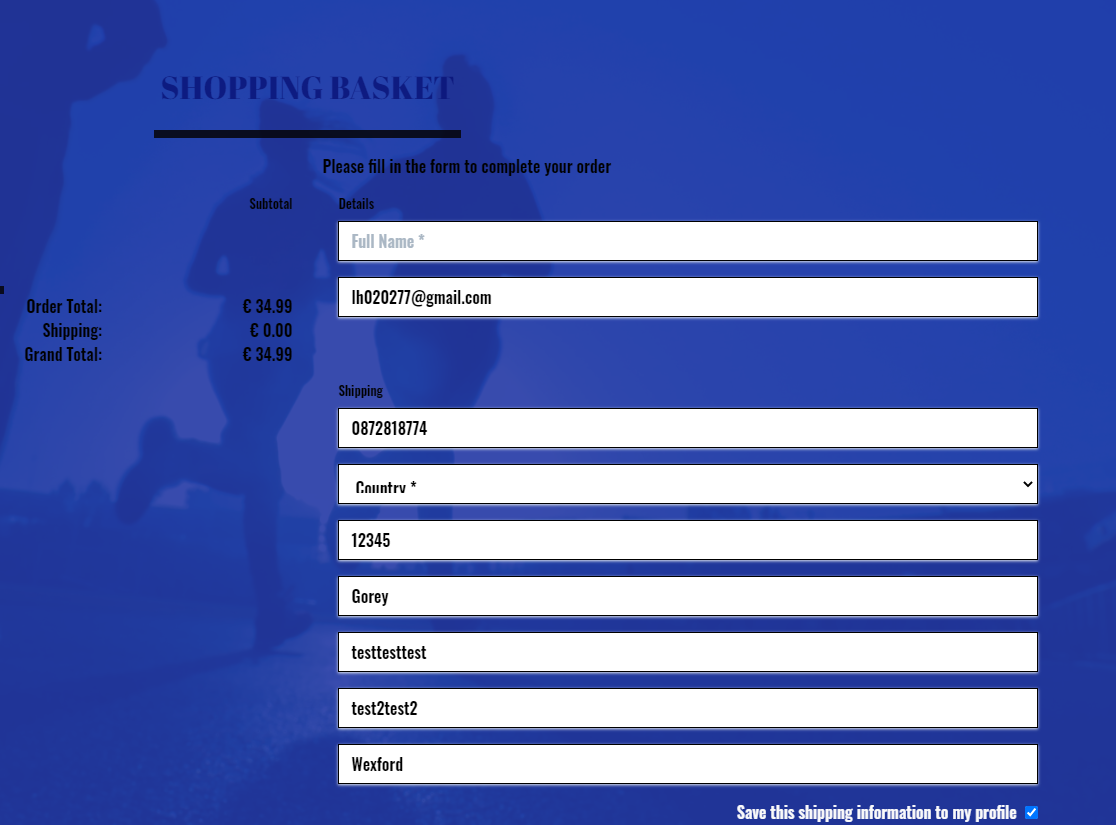 SHOPPING BASKET
Please fill in the form to complete your order
Subtotal
Order Total: € 34.99
Shipping: € 0.00
Grand Total: € 34.99
Details
Full Name *
lh020277@gmail.com
Shipping
0872818774
Country *
12345
Gorey
testtesttest
test2test2
Wexford
Save this shipping information to my profile